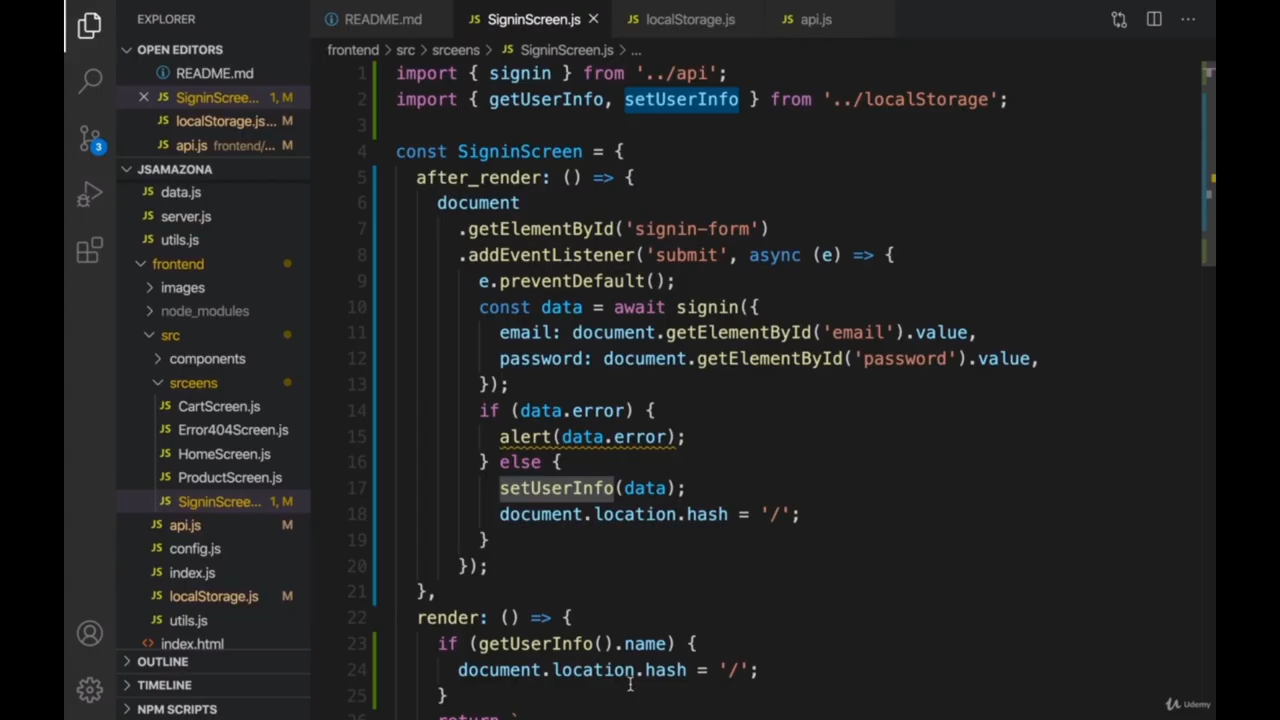 EXPLORER
README.md
SigninScreen.js
localStorage.js
api.js
OPEN EDITORS
README.md
SigninScree... 1, M
localStorage.js... M
api.js frontend/... M
JSAMAZONA
data.js
server.js
utils.js
frontend
images
node_modules
src
components
srceens
CartScreen.js
Error404Screen.js
HomeScreen.js
ProductScreen.js
SigninScree... 1, M
api.js M
config.js
index.js
localStorage.js M
utils.js
index.html
OUTLINE
TIMELINE
NPM SCRIPTS
3
frontend > src > srceens > JS SigninScreen.js > ...
1 import { signin } from '../api';
2 import { getUserInfo, setUserInfo } from '../localStorage';
3
4 const SigninScreen = {
5 after_render: () => {
6 document
7 .getElementById('signin-form')
8 .addEventListener('submit', async (e) => {
9 e.preventDefault();
10 const data = await signin({
11 email: document.getElementById('email').value,
12 password: document.getElementById('password').value,
13 });
14 if (data.error) {
15 alert(data.error);
16 } else {
17 setUserInfo(data);
18 document.location.hash = '/';
19 }
20 });
21 },
22 render: () => {
23 if (getUserInfo().name) {
24 document.location.hash = '/';
25 }
return `
Udemy